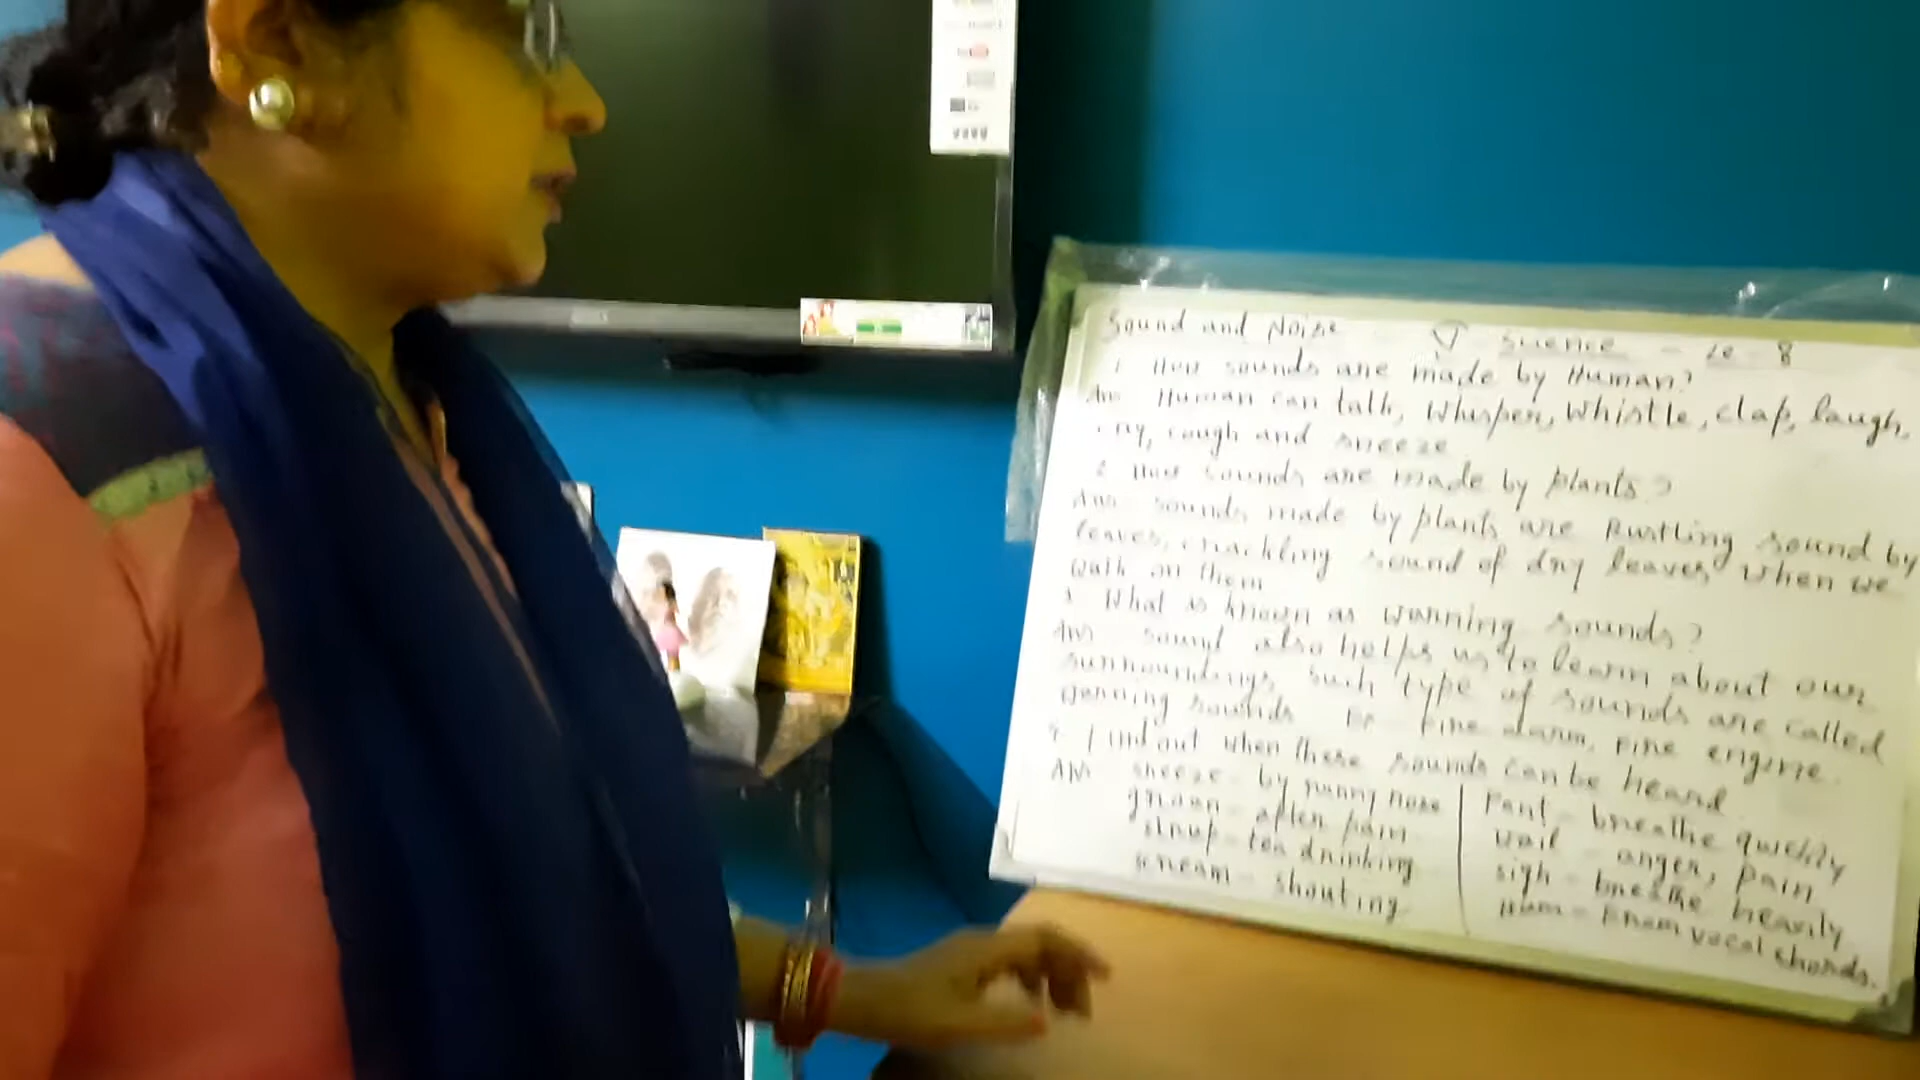 Sound and Noise V - Science - Le - 8
1. How sounds are made by Human?
Ans Human can talk, Whisper, Whistle, clap, laugh,
cry, cough and sneeze
2. How sounds are made by plants?
Ans sounds made by plants are Rustling sound by
leaves, crackling sound of dry leaves when we
walk on them
3. What is known as warning sounds?
Ans sound also helps us to learn about our
surroundings such type of sounds are called
warning sounds Ex - Fire alarm, Fire engine.
4. Find out when these sounds can be heard
Ans sneeze - by runny nose
groan - after pain
slrup - tea drinking
scream - shouting
Pant - breathe quickly
Wail - anger, pain
sigh - breathe heavily
Hum - From vocal chords.